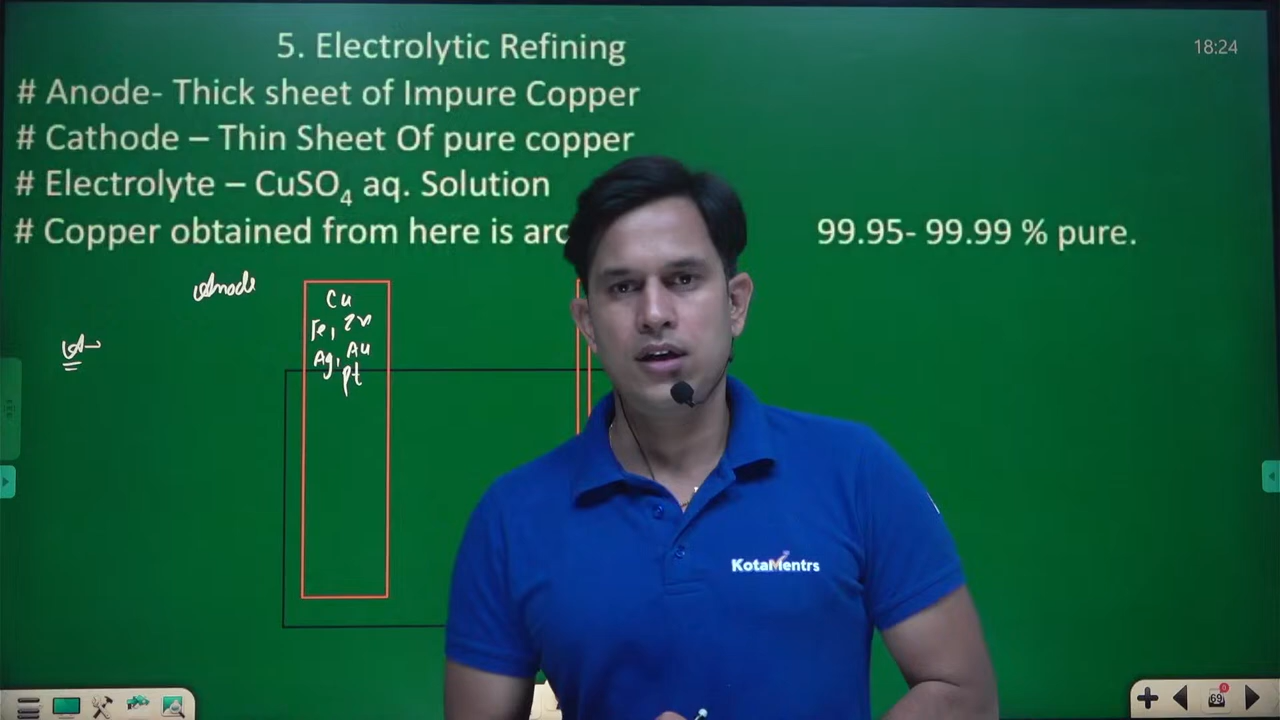 18:24
5. Electrolytic Refining
# Anode- Thick sheet of Impure Copper
# Cathode – Thin Sheet Of pure copper
# Electrolyte – CuSO4 aq. Solution
# Copper obtained from here is 99.95- 99.99 % pure.
Anode
Cu
Fe, Zn
Ag, Au
Pt
KotaMentrs
69